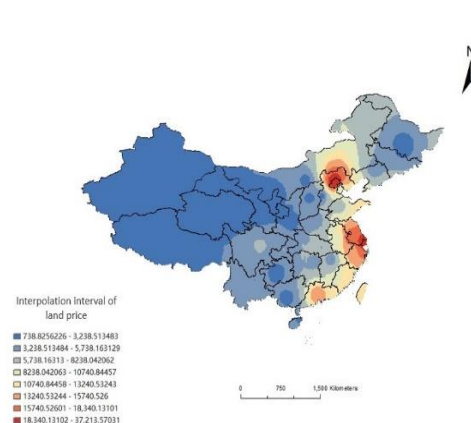 N
Interpolation interval of
land price
738.8256226 - 3,238.513483
3,238.513484 - 5,738.163129
5,738.16313 - 8238.042062
8238.042063 - 10740.84457
10740.84458 - 13240.53243
13240.53244 - 15740.526
15740.52601 - 18,340.13101
18,340.13102 - 37,213.57031
0 750 1,500 Kilometers